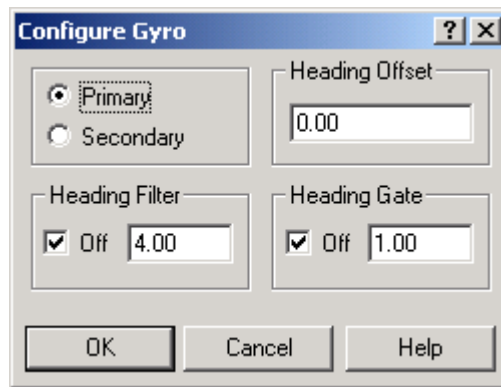 Configure Gyro
Primary
Secondary
Heading Offset
0.00
Heading Filter
Off 4.00
Heading Gate
Off 1.00
OK Cancel Help